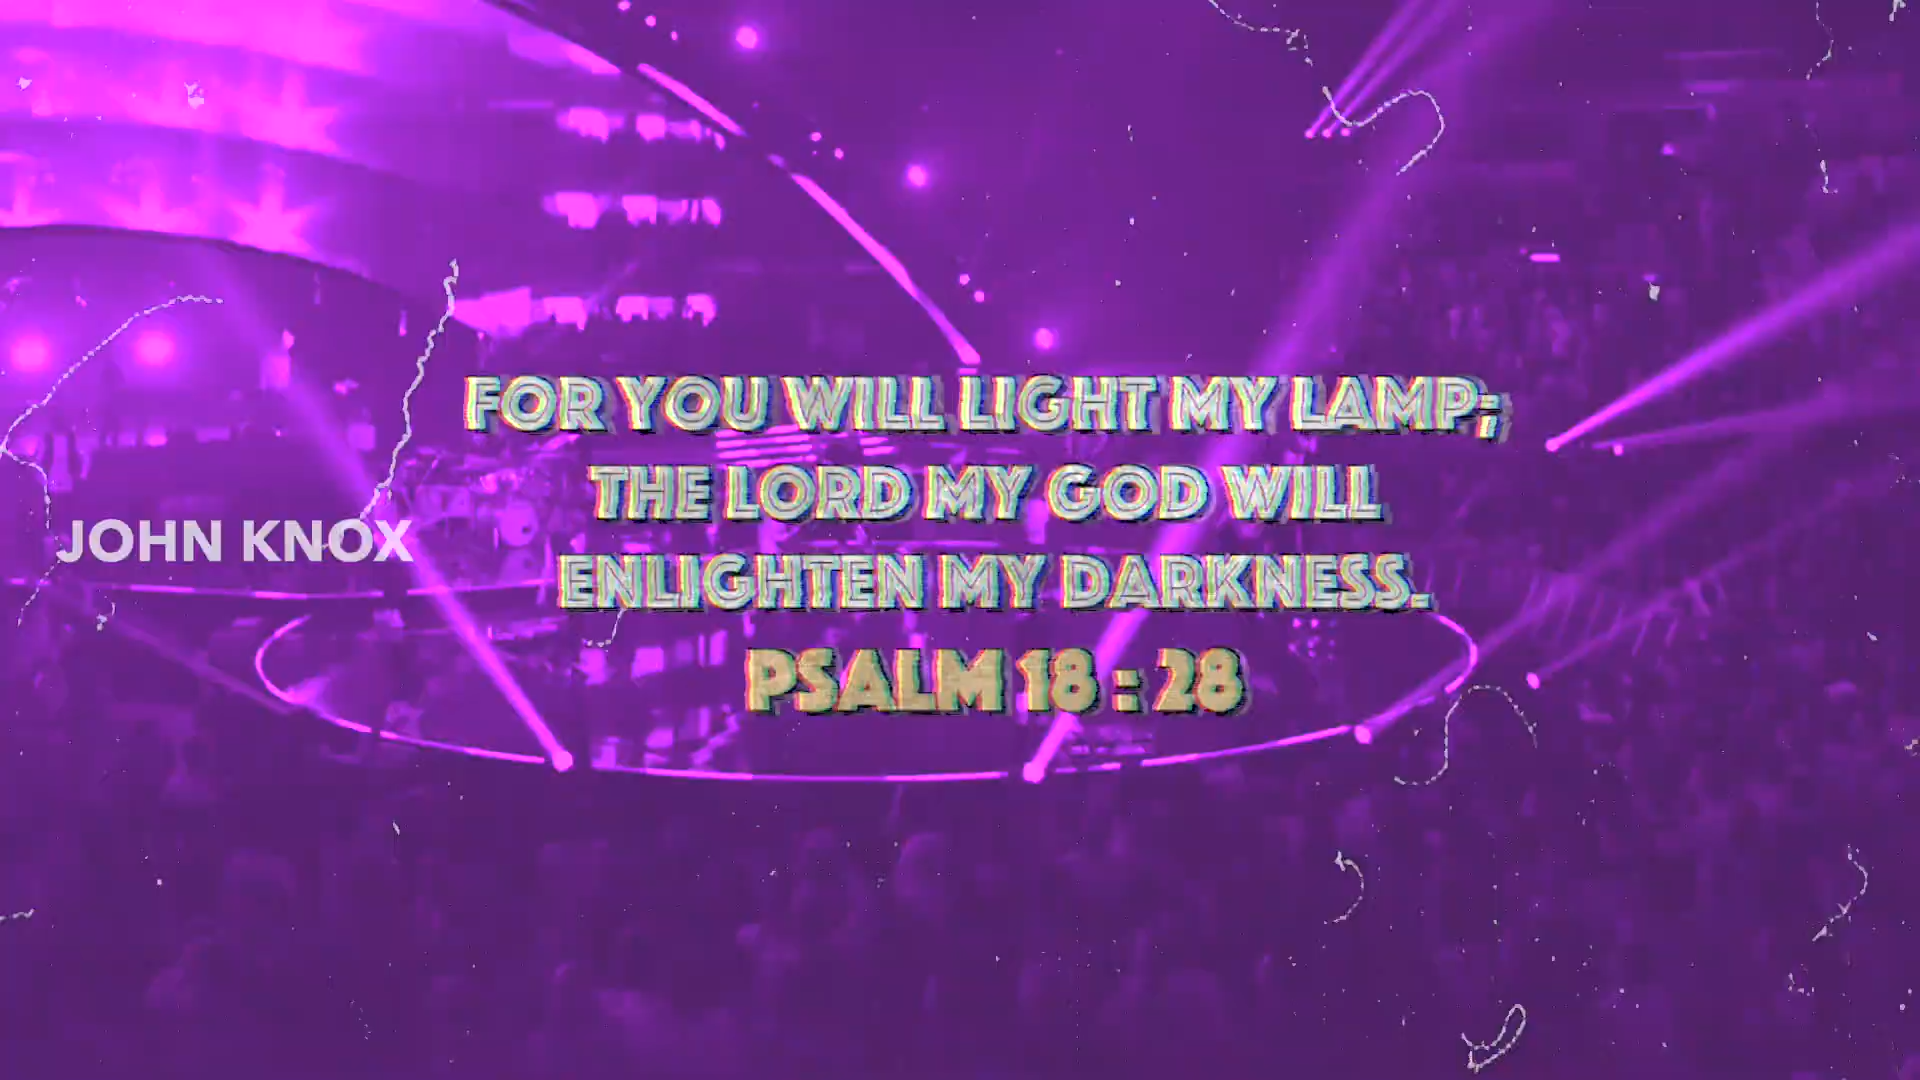 FOR YOU WILL LIGHT MY LAMP;
THE LORD MY GOD WILL
JOHN KNOX
ENLIGHTEN MY DARKNESS.
PSALM 18 : 28